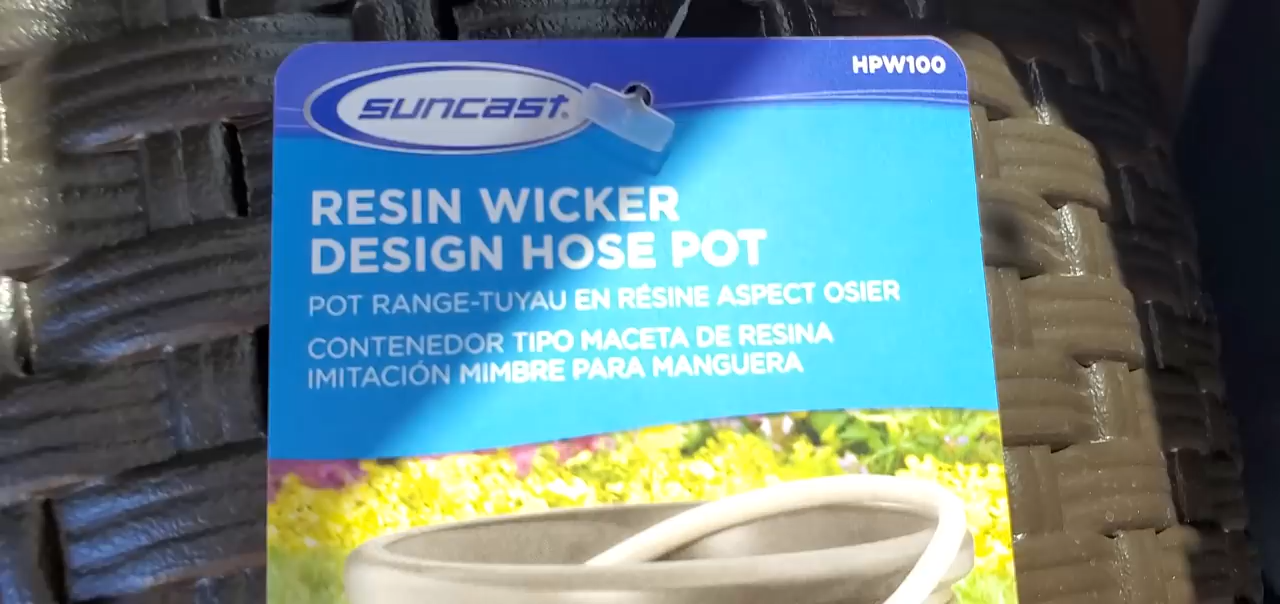 HPW100
suncast
RESIN WICKER
DESIGN HOSE POT
POT RANGE-TUYAU EN RÉSINE ASPECT OSIER
CONTENEDOR TIPO MACETA DE RESINA
IMITACIÓN MIMBRE PARA MANGUERA